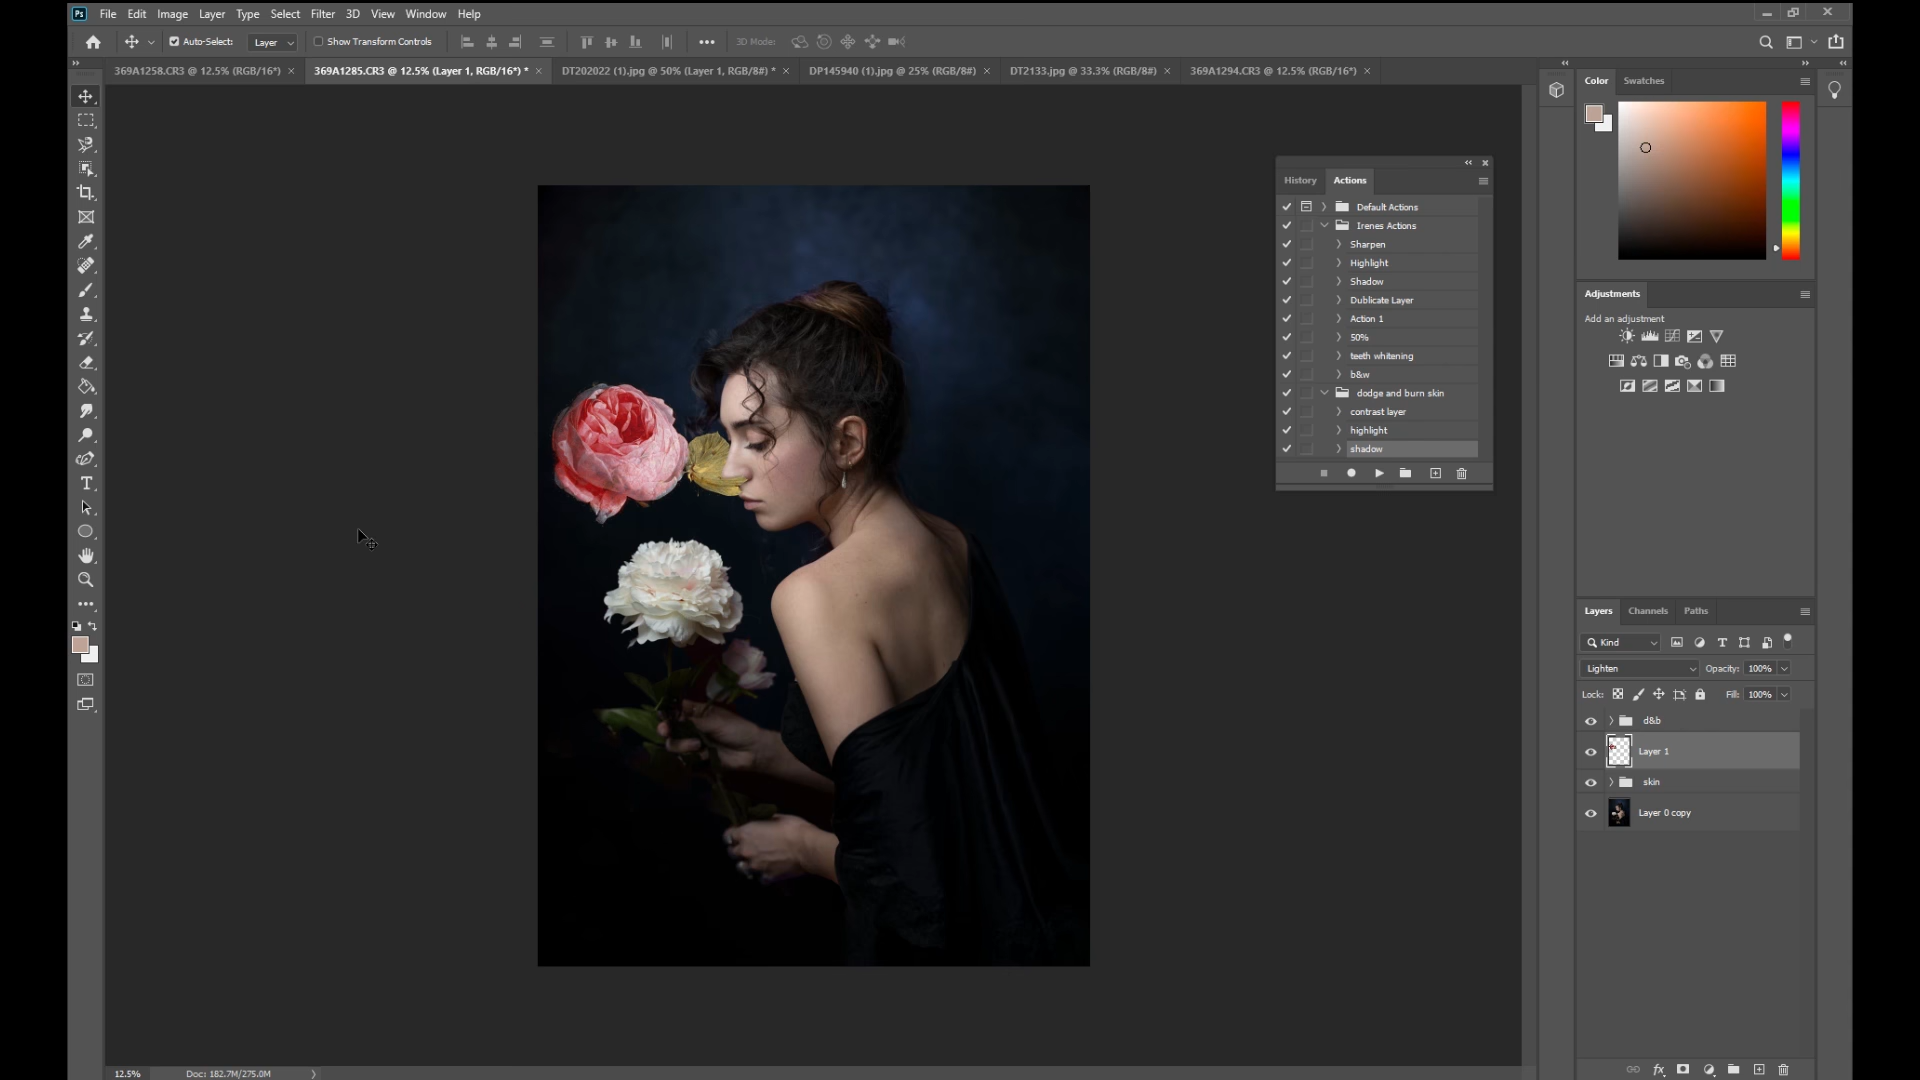 Ps File Edit Image Layer Type Select Filter 3D View Window Help
Auto-Select: Layer Show Transform Controls 3D Mode:
369A1258.CR3 @ 12.5% (RGB/16*) 369A1285.CR3 @ 12.5% (Layer 1, RGB/16*) * DT202022 (1).jpg @ 50% (Layer 1, RGB/8#) * DP145940 (1).jpg @ 25% (RGB/8#) DT2133.jpg @ 33.3% (RGB/8#) 369A1294.CR3 @ 12.5% (RGB/16*)
Color Swatches
History Actions
Default Actions
Irenes Actions
Sharpen
Highlight
Shadow
Dublicate Layer
Action 1
50%
teeth whitening
b&w
dodge and burn skin
contrast layer
highlight
shadow
Adjustments
Add an adjustment
Layers Channels Paths
Kind
Lighten Opacity: 100%
Lock: Fill: 100%
d&b
Layer 1
skin
Layer 0 copy
12.5% Doc: 182.7M/275.0M